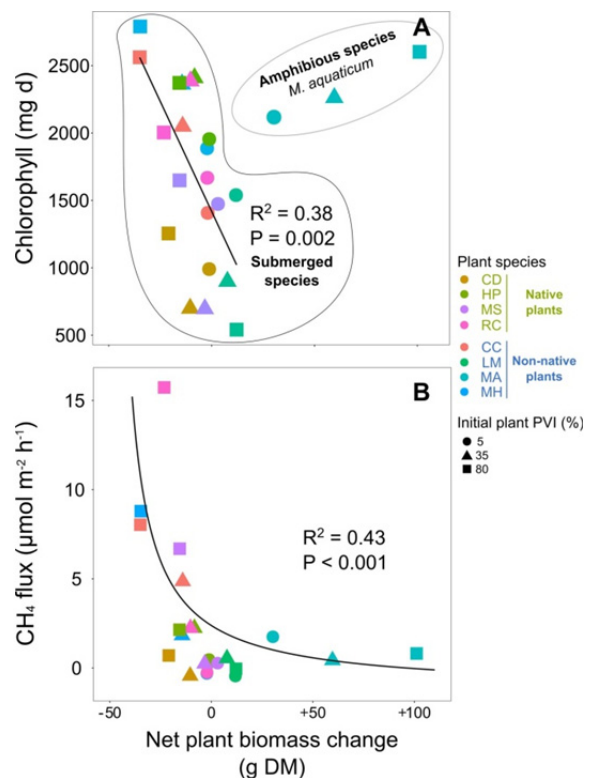 A
Amphibious species
M. aquaticum
2500
2000
1500
1000
500
Chlorophyll (mg d)
R² = 0.38
P = 0.002
Submerged
species
B
15
10
5
0
CH₄ flux (µmol m⁻² h⁻¹)
R² = 0.43
P < 0.001
-50 0 +50 +100
Net plant biomass change
(g DM)
Plant species
CD
HP
MS
RC
Native
plants
CC
LM
MA
MH
Non-native
plants
Initial plant PVI (%)
5
35
80